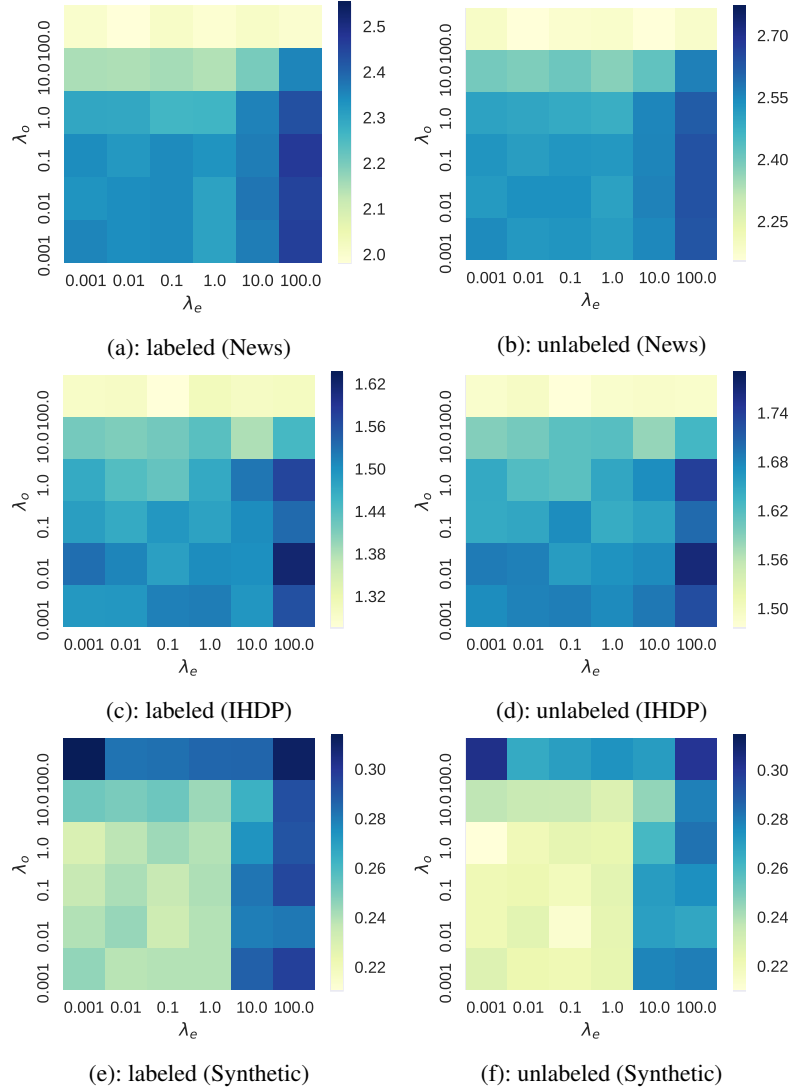 100.0
10.0
1.0
0.1
0.01
0.001
λo
0.001 0.01 0.1 1.0 10.0 100.0
λe
2.5
2.4
2.3
2.2
2.1
2.0
(a): labeled (News)
100.0
10.0
1.0
0.1
0.01
0.001
λo
0.001 0.01 0.1 1.0 10.0 100.0
λe
2.70
2.55
2.40
2.25
(b): unlabeled (News)
100.0
10.0
1.0
0.1
0.01
0.001
λo
0.001 0.01 0.1 1.0 10.0 100.0
λe
1.62
1.56
1.50
1.44
1.38
1.32
(c): labeled (IHDP)
100.0
10.0
1.0
0.1
0.01
0.001
λo
0.001 0.01 0.1 1.0 10.0 100.0
λe
1.74
1.68
1.62
1.56
1.50
(d): unlabeled (IHDP)
100.0
10.0
1.0
0.1
0.01
0.001
λo
0.001 0.01 0.1 1.0 10.0 100.0
λe
0.30
0.28
0.26
0.24
0.22
(e): labeled (Synthetic)
100.0
10.0
1.0
0.1
0.01
0.001
λo
0.001 0.01 0.1 1.0 10.0 100.0
λe
0.30
0.28
0.26
0.24
0.22
(f): unlabeled (Synthetic)